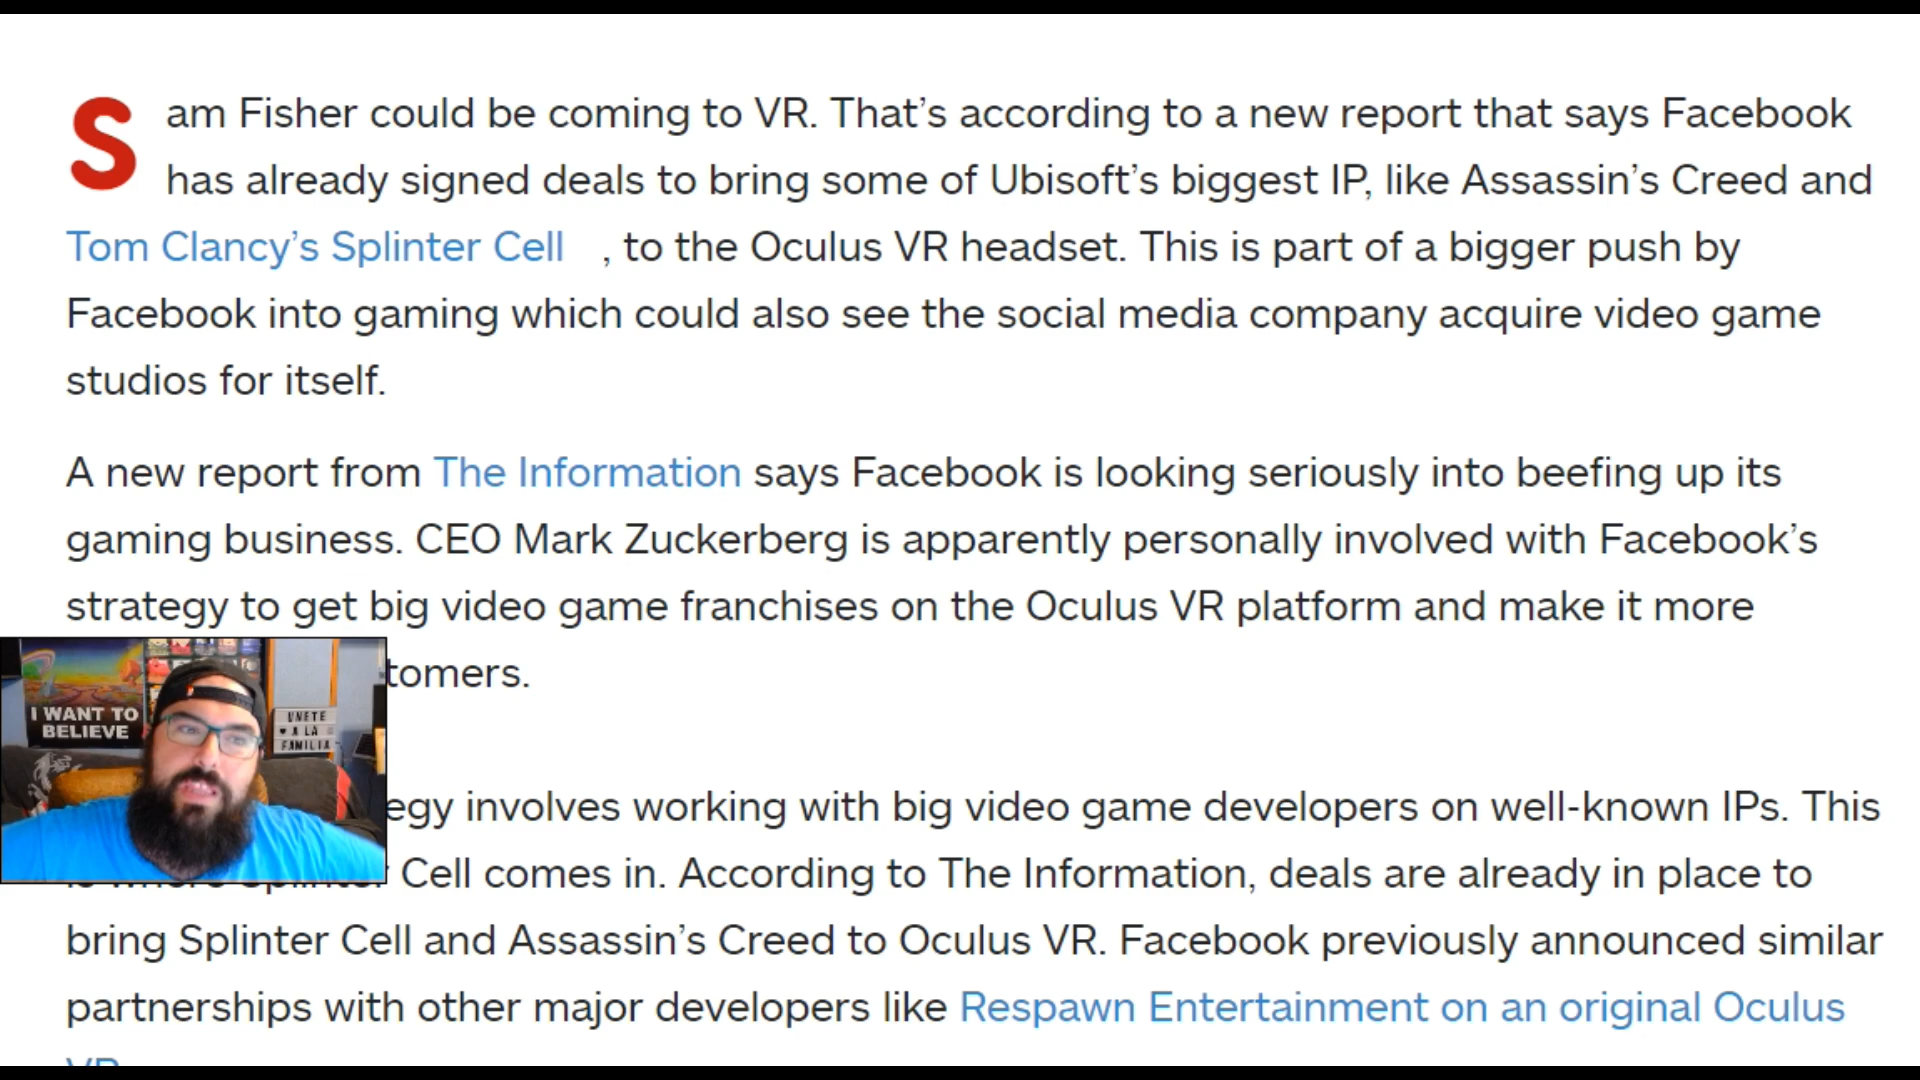 Sam Fisher could be coming to VR. That’s according to a new report that says Facebook
has already signed deals to bring some of Ubisoft’s biggest IP, like Assassin’s Creed and
Tom Clancy’s Splinter Cell , to the Oculus VR headset. This is part of a bigger push by
Facebook into gaming which could also see the social media company acquire video game
studios for itself.
A new report from The Information says Facebook is looking seriously into beefing up its
gaming business. CEO Mark Zuckerberg is apparently personally involved with Facebook’s
strategy to get big video game franchises on the Oculus VR platform and make it more
tomers.
I WANT TO
BELIEVE
UNETE
♥ A LA
FAMILIA
egy involves working with big video game developers on well-known IPs. This
Cell comes in. According to The Information, deals are already in place to
bring Splinter Cell and Assassin’s Creed to Oculus VR. Facebook previously announced similar
partnerships with other major developers like Respawn Entertainment on an original Oculus
VR